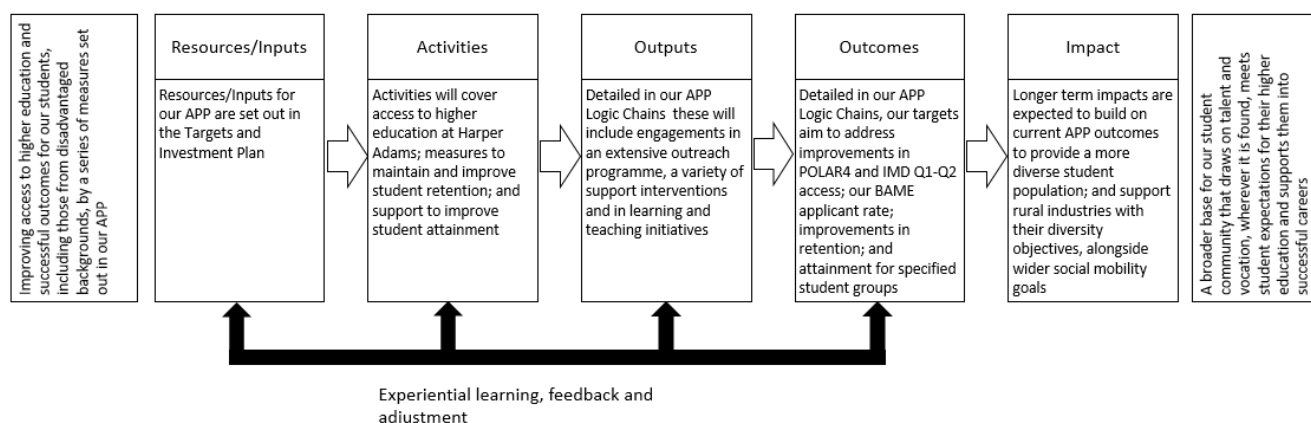 Improving access to higher education and
successful outcomes for our students,
including those from disadvantaged
backgrounds, by a series of measures set
out in our APP
Resources/Inputs
Resources/Inputs for
our APP are set out in
the Targets and
Investment Plan
Activities
Activities will cover
access to higher
education at Harper
Adams; measures to
maintain and improve
student retention; and
support to improve
student attainment
Outputs
Detailed in our APP
Logic Chains these will
include engagements in
an extensive outreach
programme, a variety of
support interventions
and in learning and
teaching initiatives
Outcomes
Detailed in our APP
Logic Chains, our targets
aim to address
improvements in
POLAR4 and IMD Q1-Q2
access; our BAME
applicant rate;
improvements in
retention; and
attainment for specified
student groups
Impact
Longer term impacts are
expected to build on
current APP outcomes
to provide a more
diverse student
population; and support
rural industries with
their diversity
objectives, alongside
wider social mobility
goals
A broader base for our student
community that draws on talent and
vocation, wherever it is found, meets
student expectations for their higher
education and supports them into
successful careers
Experiential learning, feedback and
adjustment